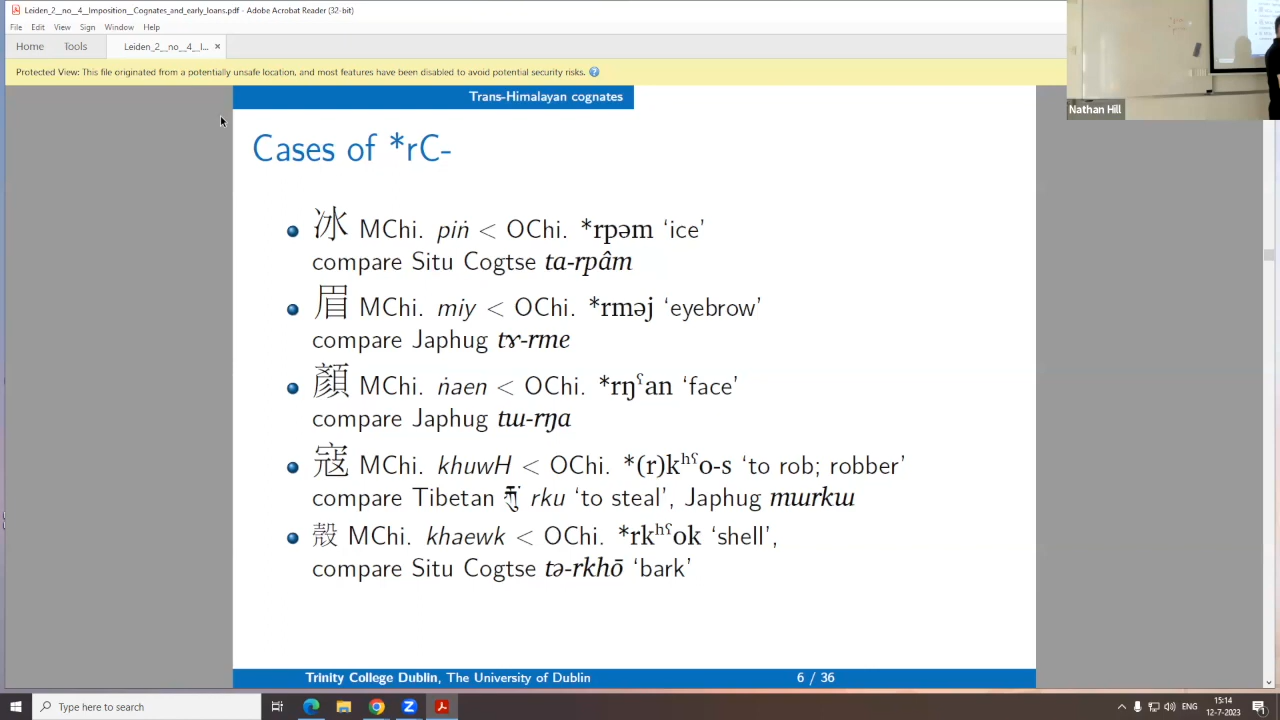 Leiden_2__no__4__Imposition__Cognates_and_early_loans.pdf - Adobe Acrobat Reader (32-bit)
File Edit View Sign Window Help
Home Tools Leiden_2__no__4__I... ×
Protected View: This file originated from a potentially unsafe location, and most features have been disabled to avoid potential security risks.
Nathan Hill
Trans-Himalayan cognates
Cases of *rC-
冰 MChi. piṅ < OChi. *rpəm ‘ice’
compare Situ Cogtse ta-rpâm
眉 MChi. miy < OChi. *rməj ‘eyebrow’
compare Japhug tɤ-rme
顏 MChi. ṅaen < OChi. *rŋˤan ‘face’
compare Japhug tɯ-rŋa
寇 MChi. khuwH < OChi. *(r)kʰˤo-s ‘to rob; robber’
compare Tibetan རྐུ་ rku ‘to steal’, Japhug mɯrkɯ
殼 MChi. khaewk < OChi. *rkʰˤok ‘shell’,
compare Situ Cogtse tə-rkhō ‘bark’
Trinity College Dublin, The University of Dublin 6 / 36
Type here to search
15:14
12-7-2023